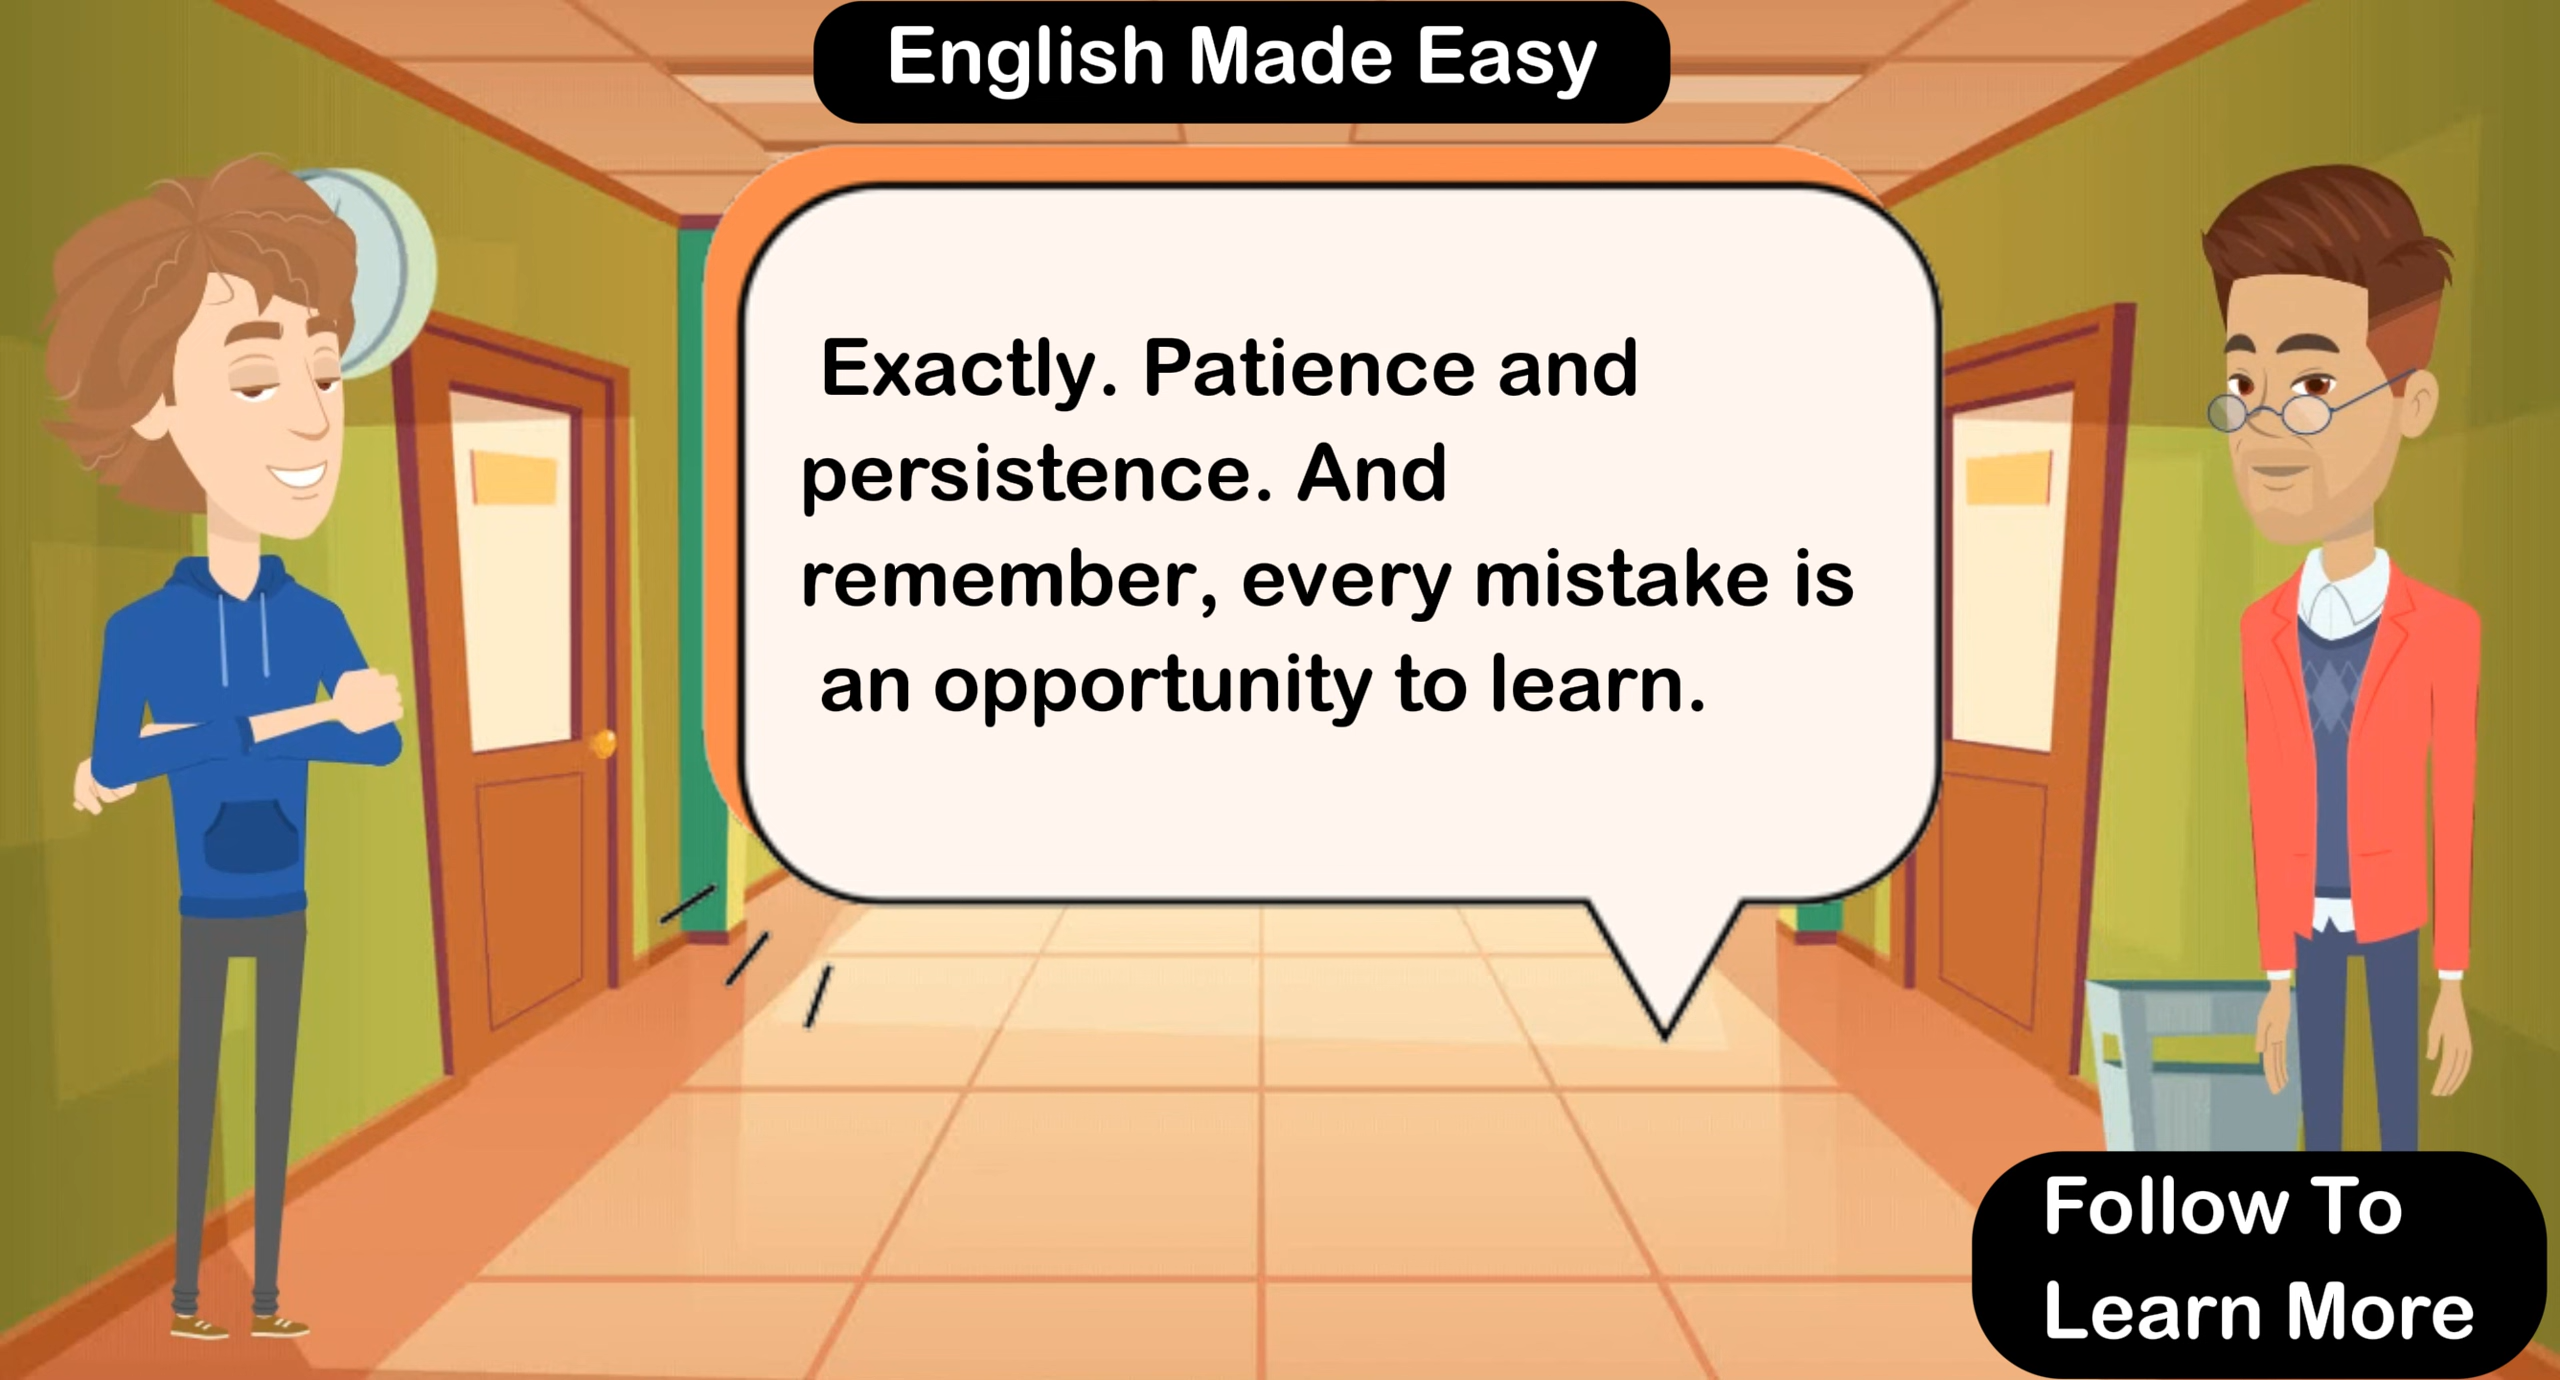 English Made Easy
Exactly. Patience and
persistence. And
remember, every mistake is
an opportunity to learn.
Follow To
Learn More